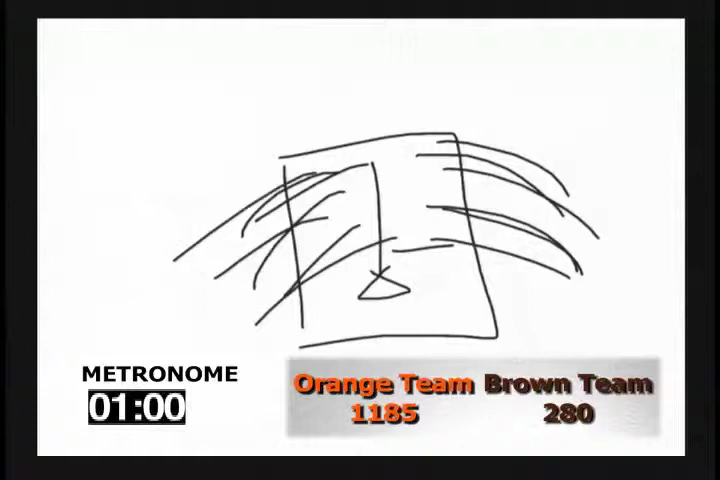 METRONOME
01:00
Orange Team Brown Team
1185 280